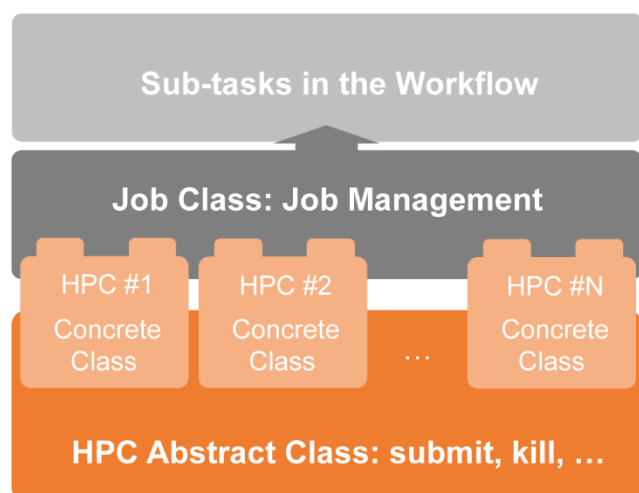 Sub-tasks in the Workflow
Job Class: Job Management
HPC #1
Concrete
Class
HPC #2
Concrete
Class
…
HPC #N
Concrete
Class
HPC Abstract Class: submit, kill, …